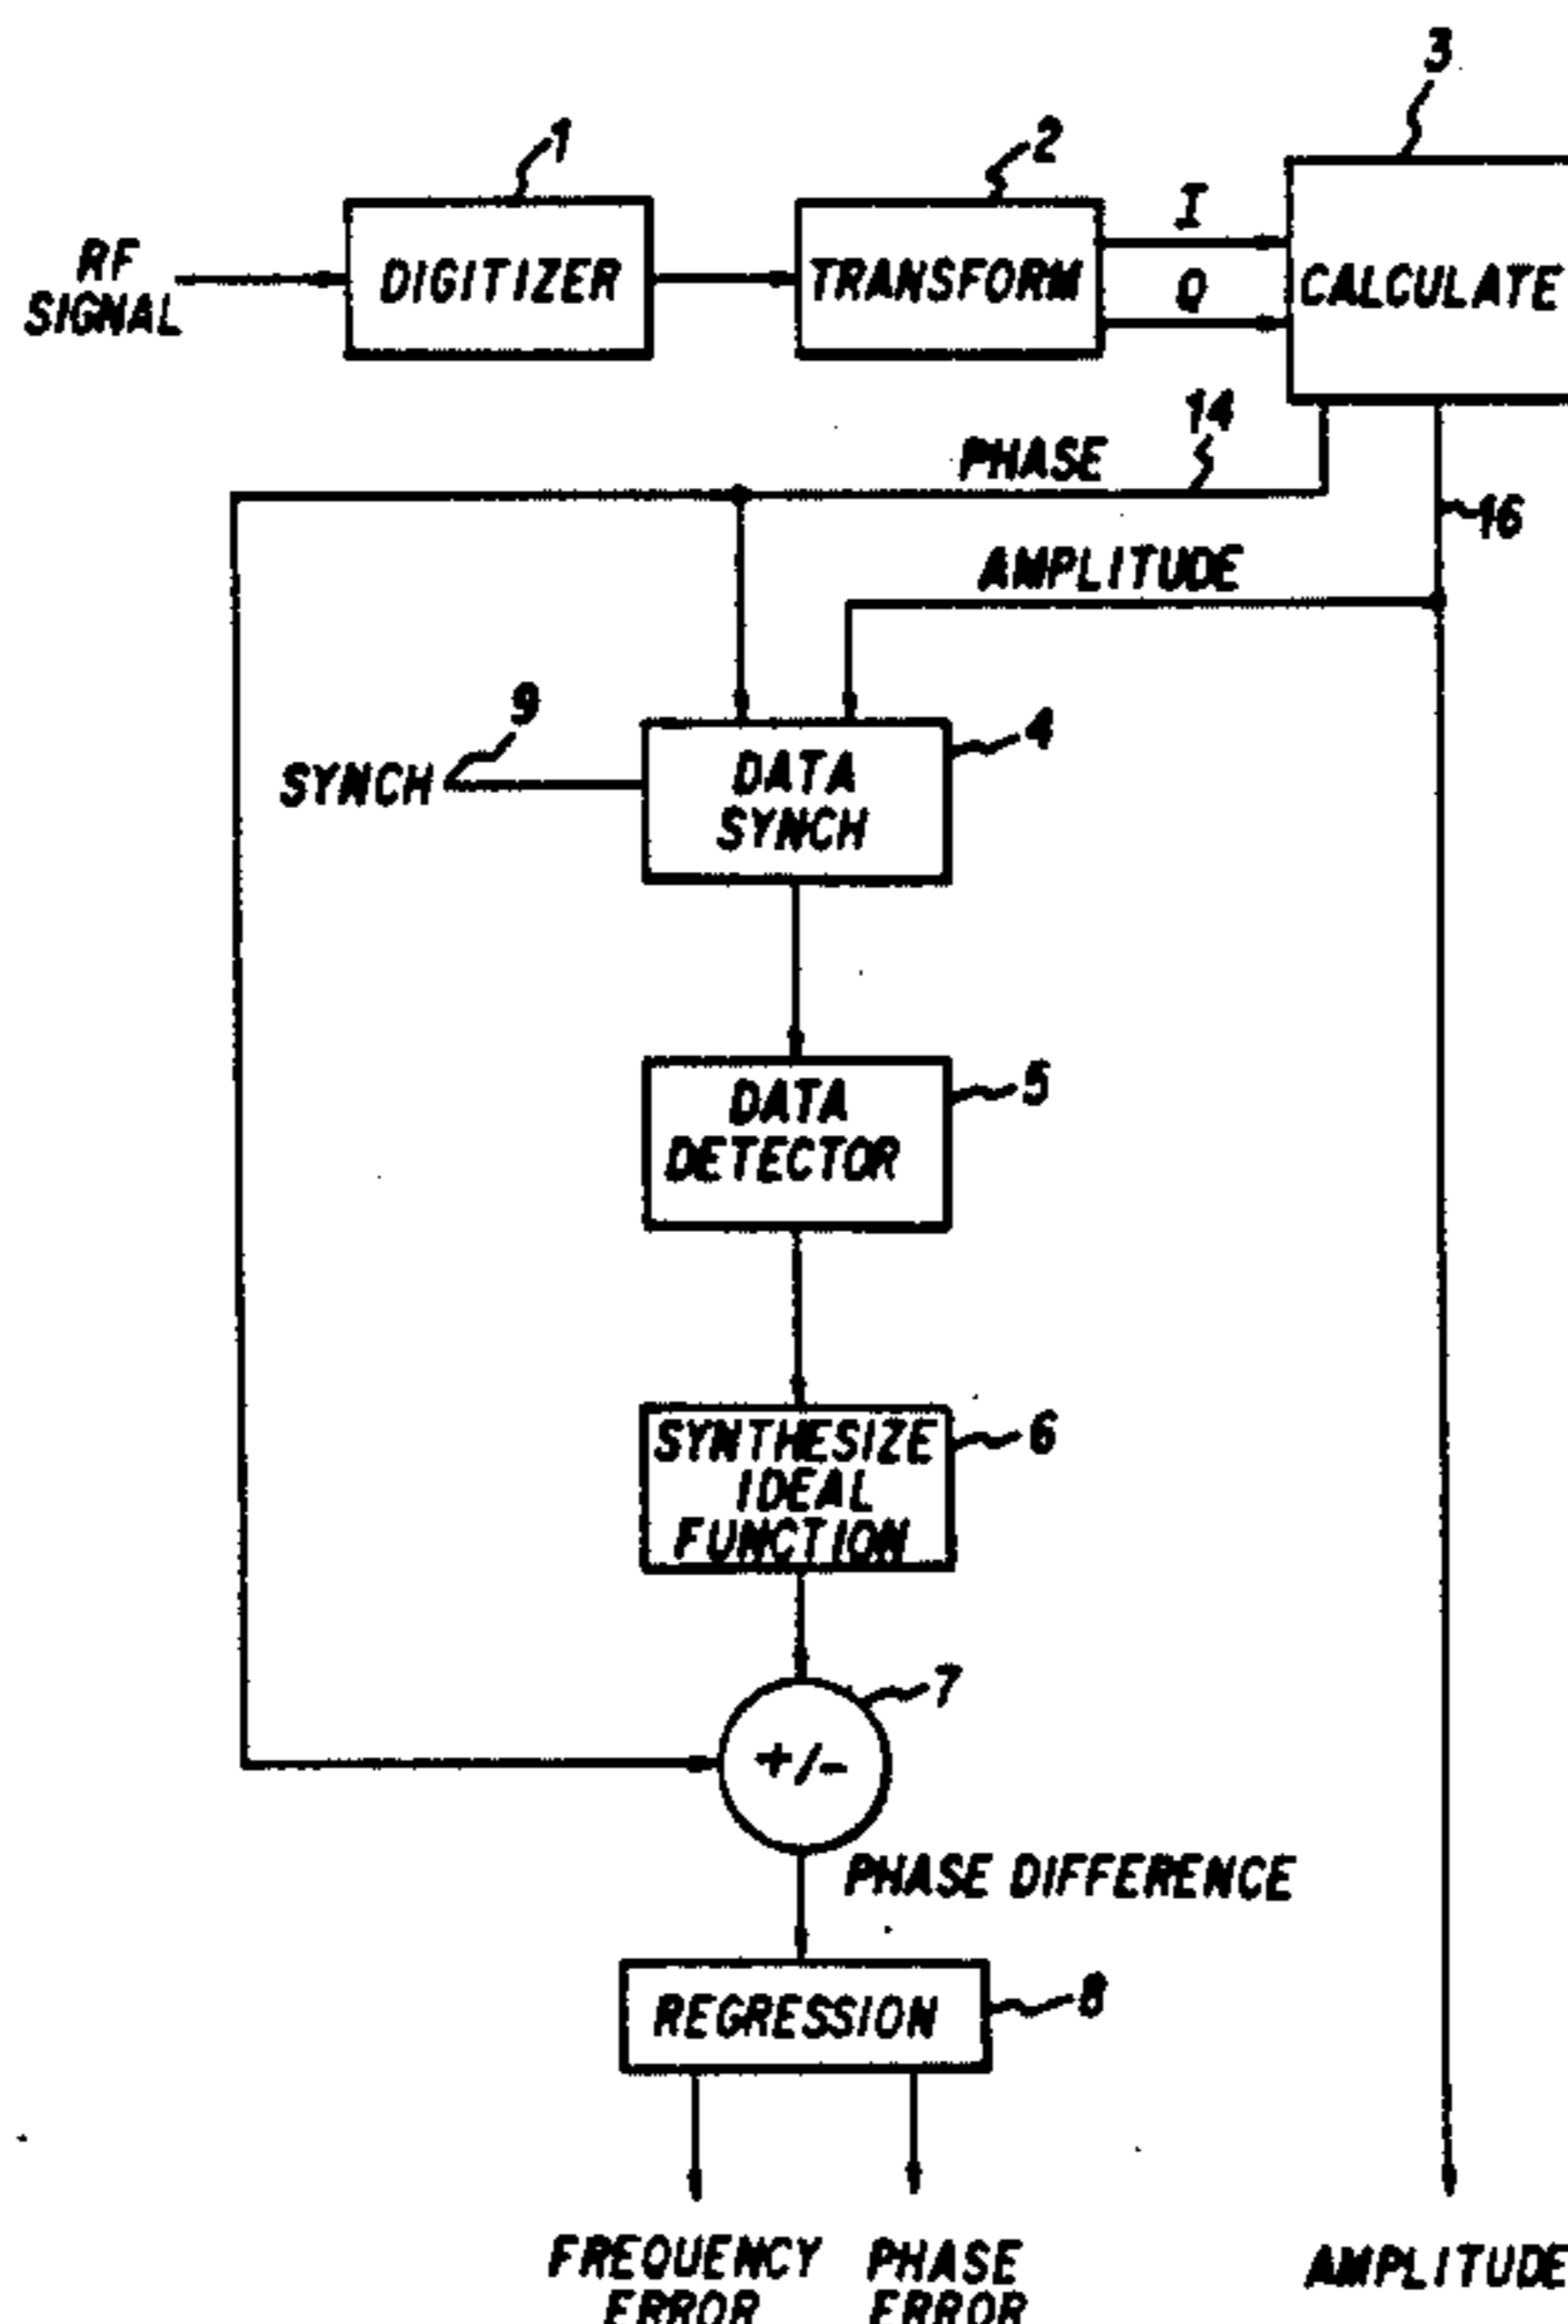 3
1
2
RF
SIGNAL
DIGITIZER
TRANSFORM
I
Q
CALCULATE
14
PHASE
16
AMPLITUDE
9
SYNCH
4
DATA
SYNCH
5
DATA
DETECTOR
6
SYNTHESIZE
IDEAL
FUNCTION
7
+/-
PHASE DIFFERENCE
8
REGRESSION
FREQUENCY
ERROR
PHASE
ERROR
AMPLITUDE